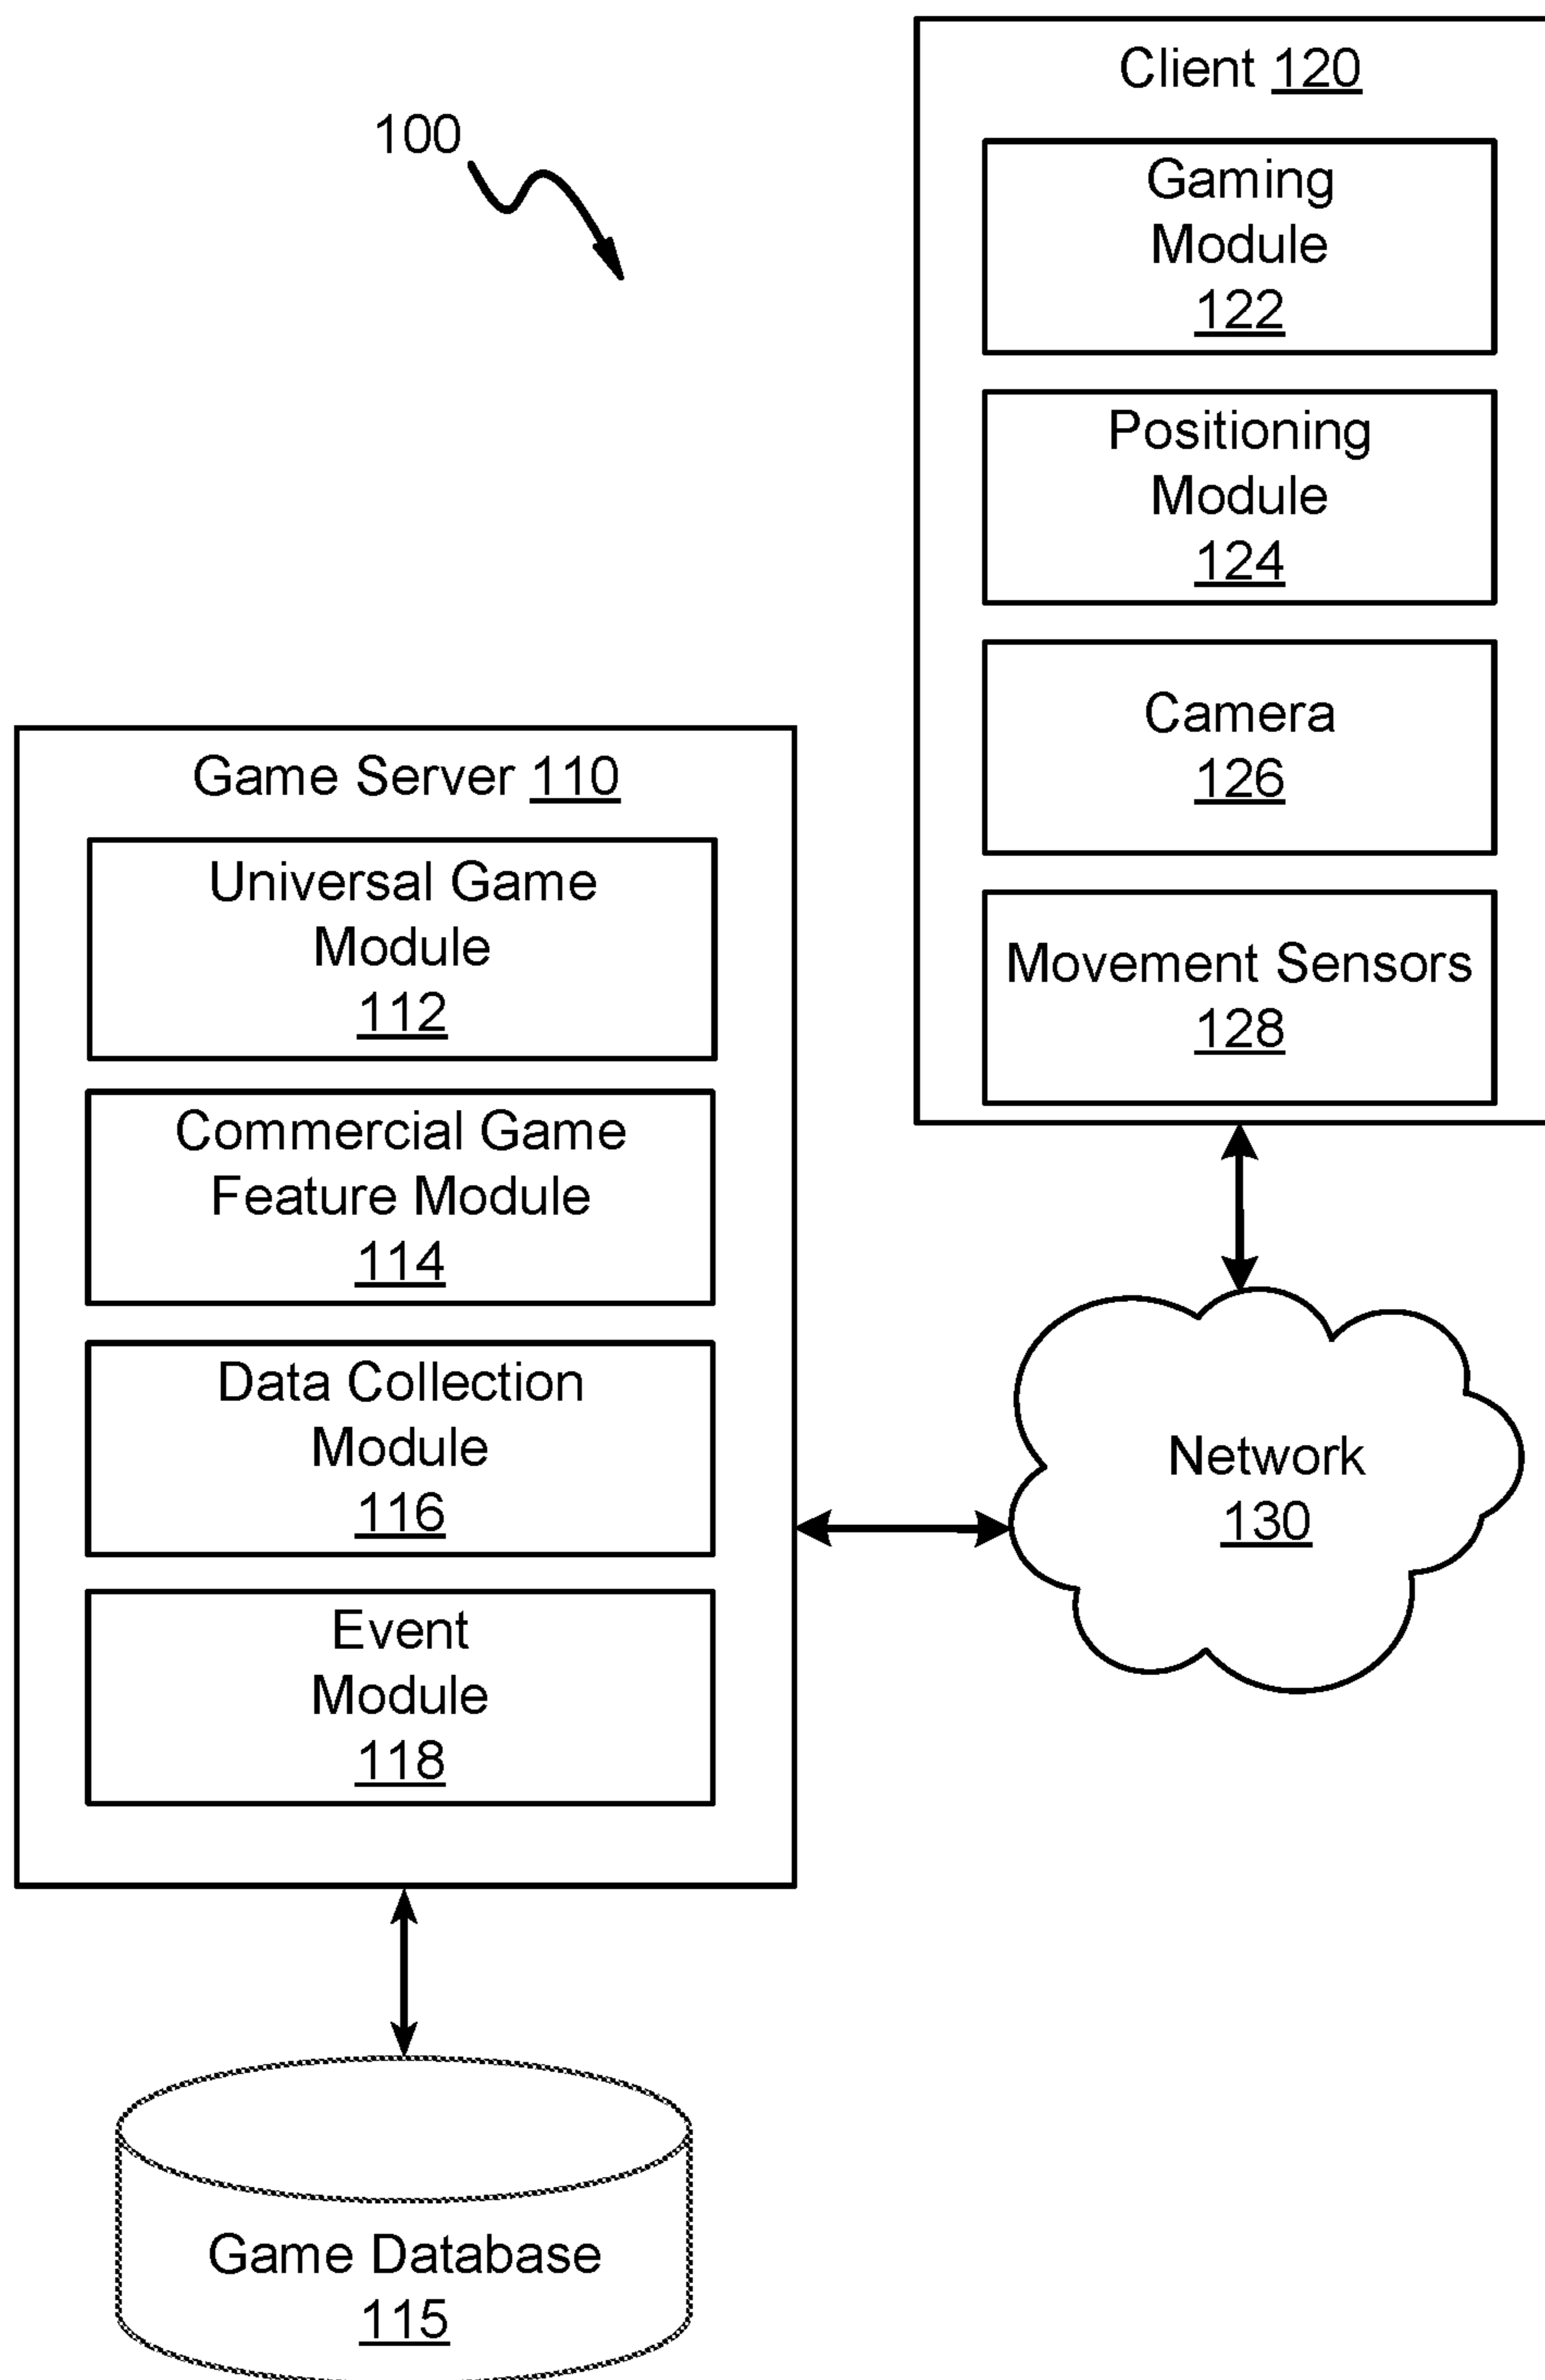 100
Client 120
Gaming
Module
122
Positioning
Module
124
Camera
126
Movement Sensors
128
Game Server 110
Universal Game
Module
112
Commercial Game
Feature Module
114
Data Collection
Module
116
Event
Module
118
Network
130
Game Database
115